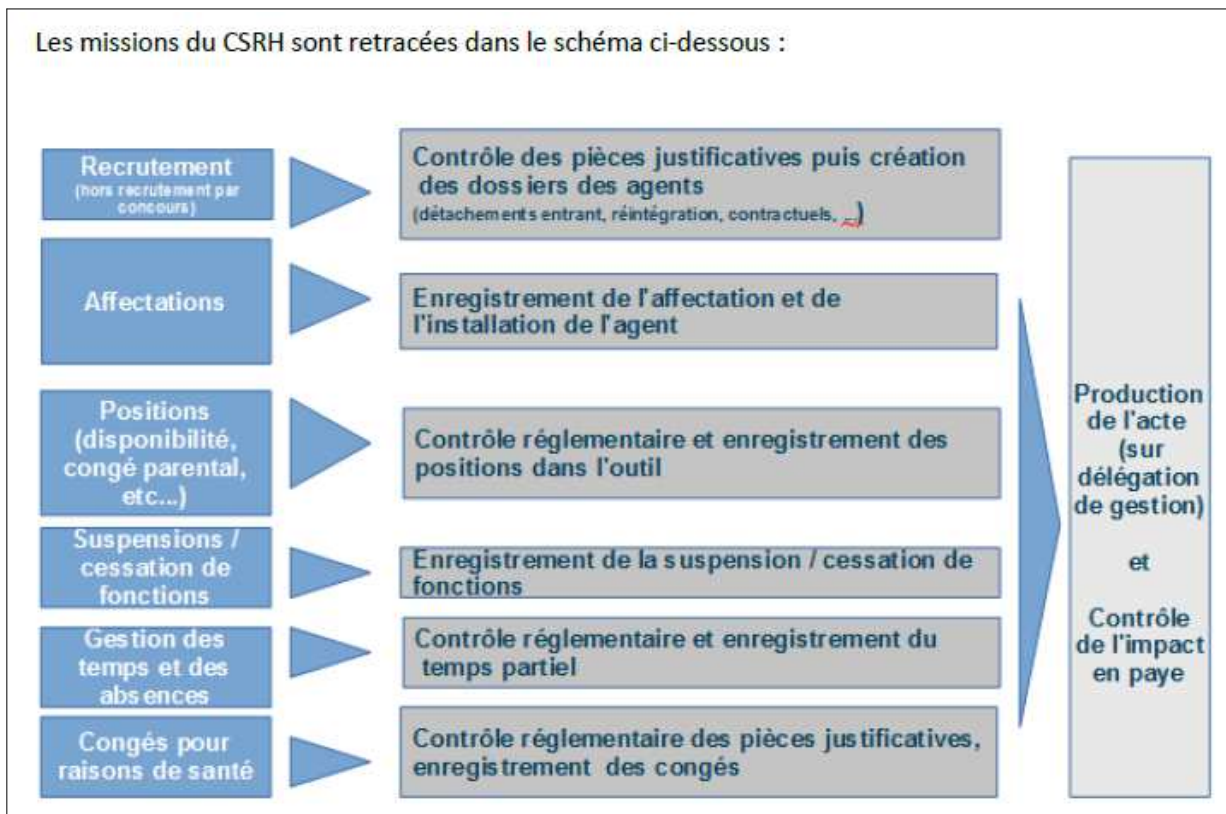 Les missions du CSRH sont retracées dans le schéma ci-dessous :
Recrutement
(hors recrutement par
concours)
Contrôle des pièces justificatives puis création
des dossiers des agents
(détachements entrant, réintégration, contractuels, ...)
Affectations
Enregistrement de l'affectation et de
l'installation de l'agent
Positions
(disponibilité,
congé parental,
etc...)
Contrôle réglementaire et enregistrement des
positions dans l'outil
Suspensions /
cessation de
fonctions
Enregistrement de la suspension / cessation de
fonctions
Gestion des
temps et des
absences
Contrôle réglementaire et enregistrement du
temps partiel
Congés pour
raisons de santé
Contrôle réglementaire des pièces justificatives,
enregistrement des congés
Production
de l'acte
(sur
délégation
de gestion)
et
Contrôle
de l'impact
en paye